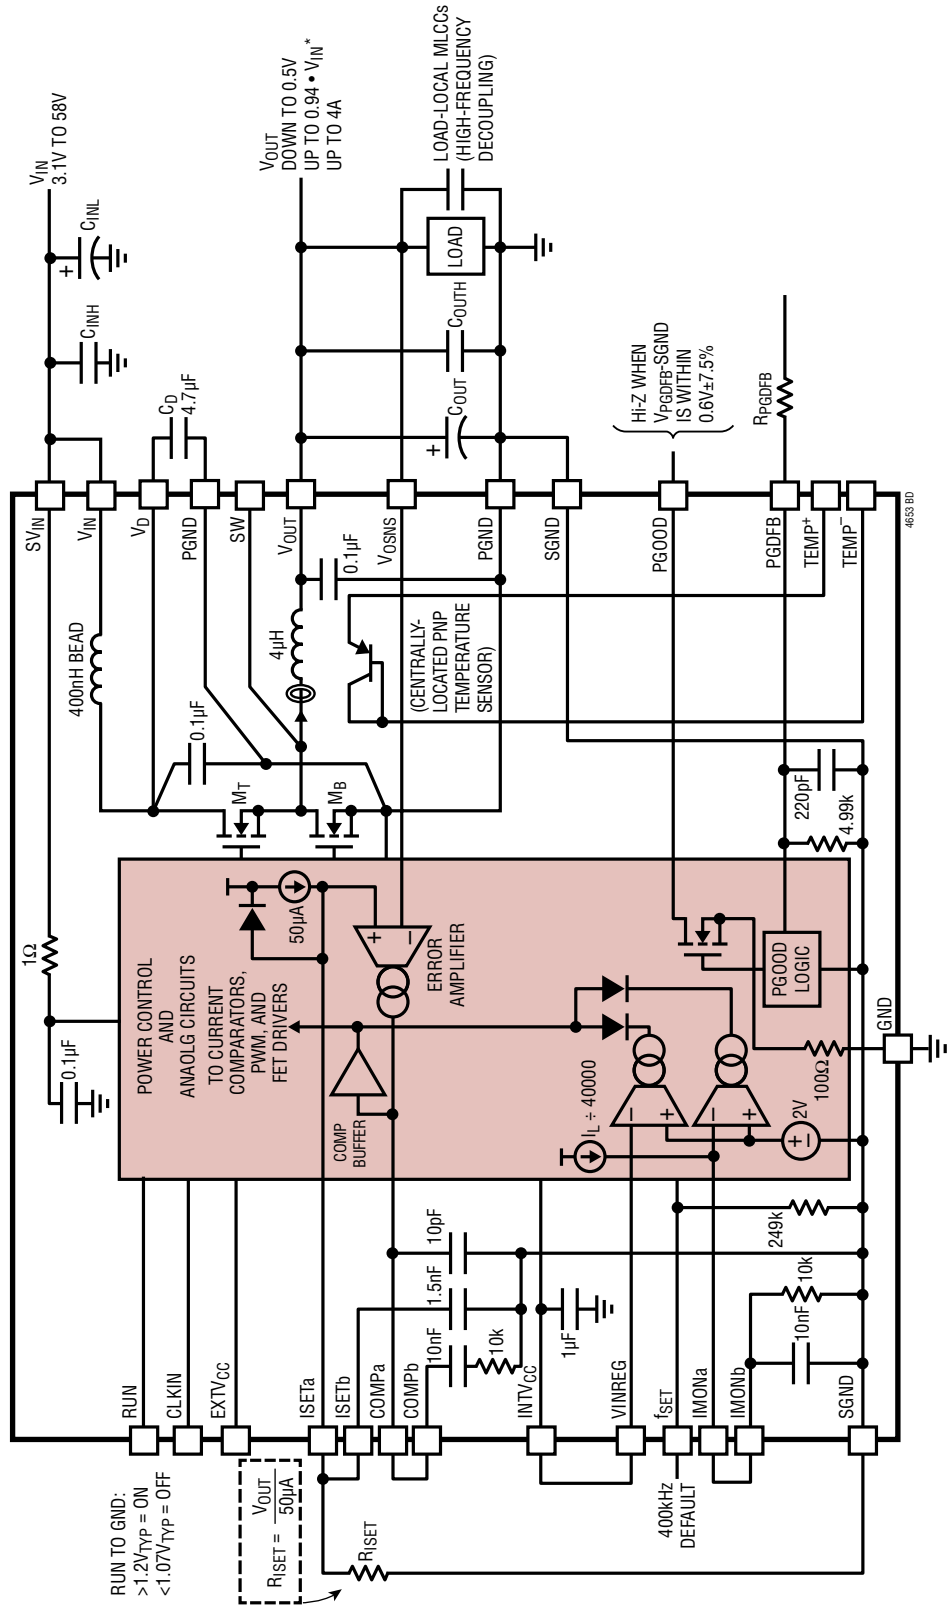 RUN TO GND:
>1.2VTYP = ON
<1.07VTYP = OFF
RISET = VOUT
50µA
RISET
400kHz
DEFAULT
RUN
CLKIN
EXTVCC
ISETa
ISETb
COMPa
COMPb
INTVCC
VINREG
fSET
IMONa
IMONb
SGND
10nF
1.5nF
10pF
10k
1µF
10nF
10k
249k
0.1µF
1Ω
POWER CONTROL
AND
ANAOLG CIRCUITS
TO CURRENT
COMPARATORS,
PWM, AND
FET DRIVERS
COMP
BUFFER
50µA
+
–
ERROR
AMPLIFIER
IL ÷ 40000
–
+
–
+
+
–
2V
100Ω
PGOOD
LOGIC
GND
220pF
4.99k
MT
MB
0.1µF
400nH BEAD
4µH
0.1µF
(CENTRALLY-
LOCATED PNP
TEMPERATURE
SENSOR)
SVIN
VIN
VD
PGND
SW
VOUT
VOSNS
PGND
SGND
PGOOD
PGDFB
TEMP+
TEMP–
CD
4.7µF
CINH
+
CINL
VIN
3.1V TO 58V
VOUT
DOWN TO 0.5V
UP TO 0.94 • VIN*
UP TO 4A
+
COUT
COUTH
LOAD
LOAD-LOCAL MLCCs
(HIGH-FREQUENCY
DECOUPLING)
Hi-Z WHEN
VPGDFB-SGND
IS WITHIN
0.6V±7.5%
RPGDFB
4653 BD